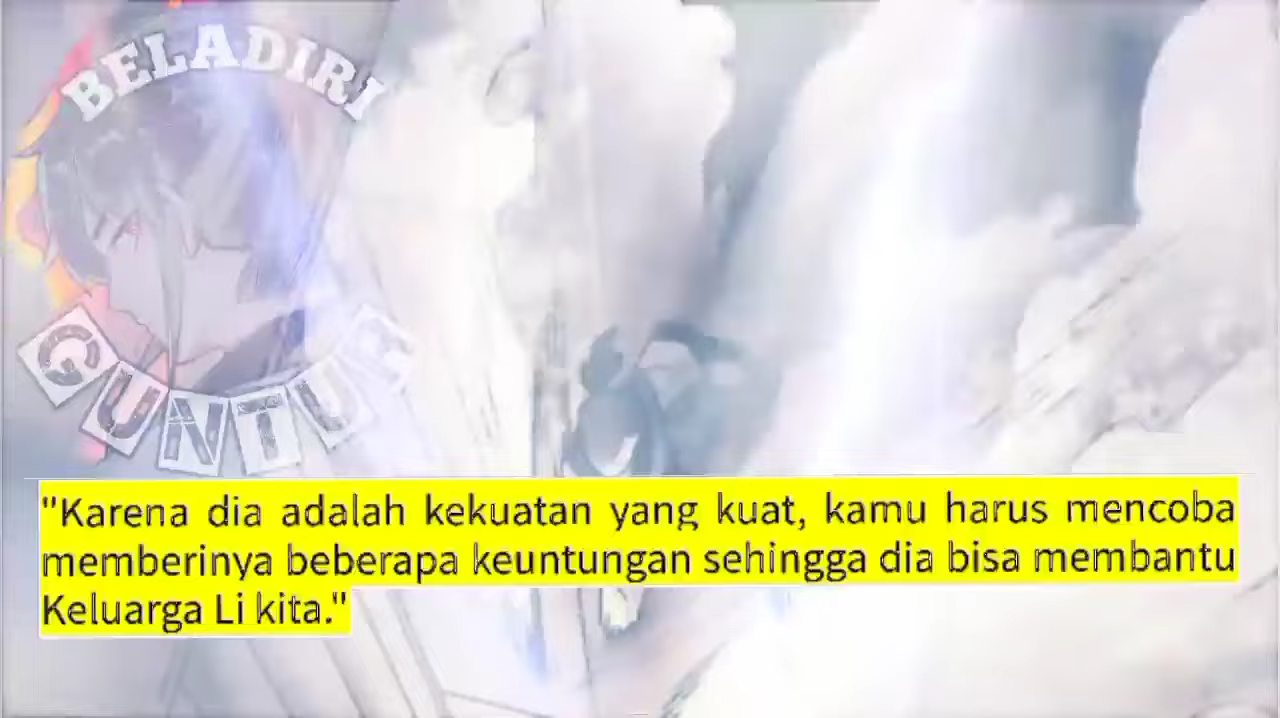 BELADIRI
GUNTUR
"Karena dia adalah kekuatan yang kuat, kamu harus mencoba
memberinya beberapa keuntungan sehingga dia bisa membantu
Keluarga Li kita."